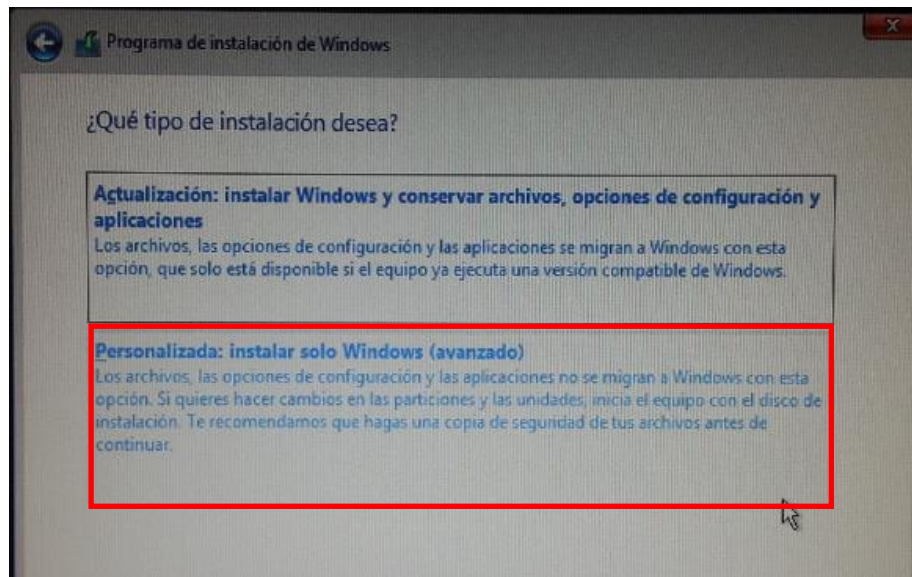 Programa de instalación de Windows
¿Qué tipo de instalación desea?
Actualización: instalar Windows y conservar archivos, opciones de configuración y
aplicaciones
Los archivos, las opciones de configuración y las aplicaciones se migran a Windows con esta
opción, que solo está disponible si el equipo ya ejecuta una versión compatible de Windows.
Personalizada: instalar solo Windows (avanzado)
Los archivos, las opciones de configuración y las aplicaciones no se migran a Windows con esta
opción. Si quieres hacer cambios en las particiones y las unidades, inicia el equipo con el disco de
instalación. Te recomendamos que hagas una copia de seguridad de tus archivos antes de
continuar.